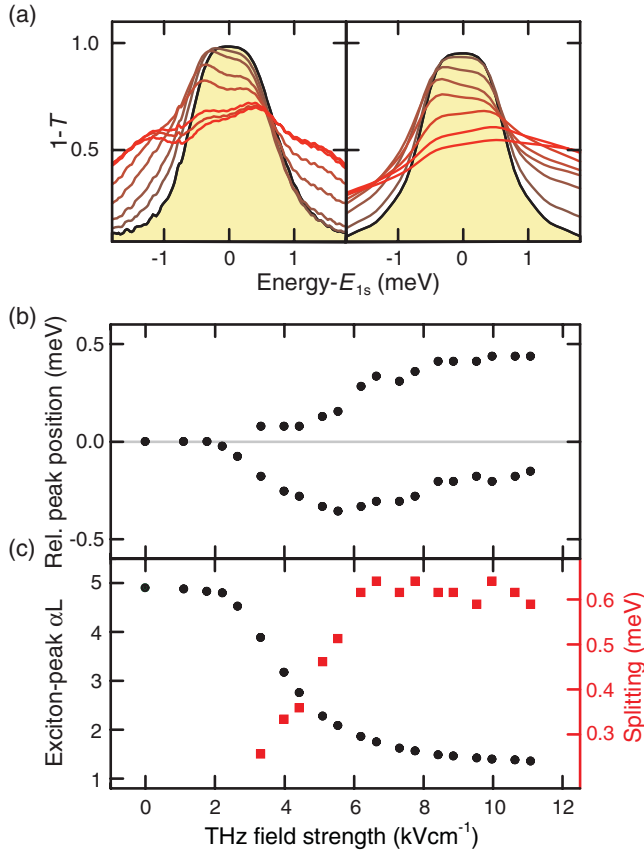 (a)
1.0
0.5
1-T
-1 0 1 -1 0 1
Energy-E1s (meV)
(b)
0.5
0.0
-0.5
Rel. peak position (meV)
(c)
5
4
3
2
1
Exciton-peak αL
0.6
0.5
0.4
0.3
Splitting (meV)
0 2 4 6 8 10 12
THz field strength (kVcm⁻¹)